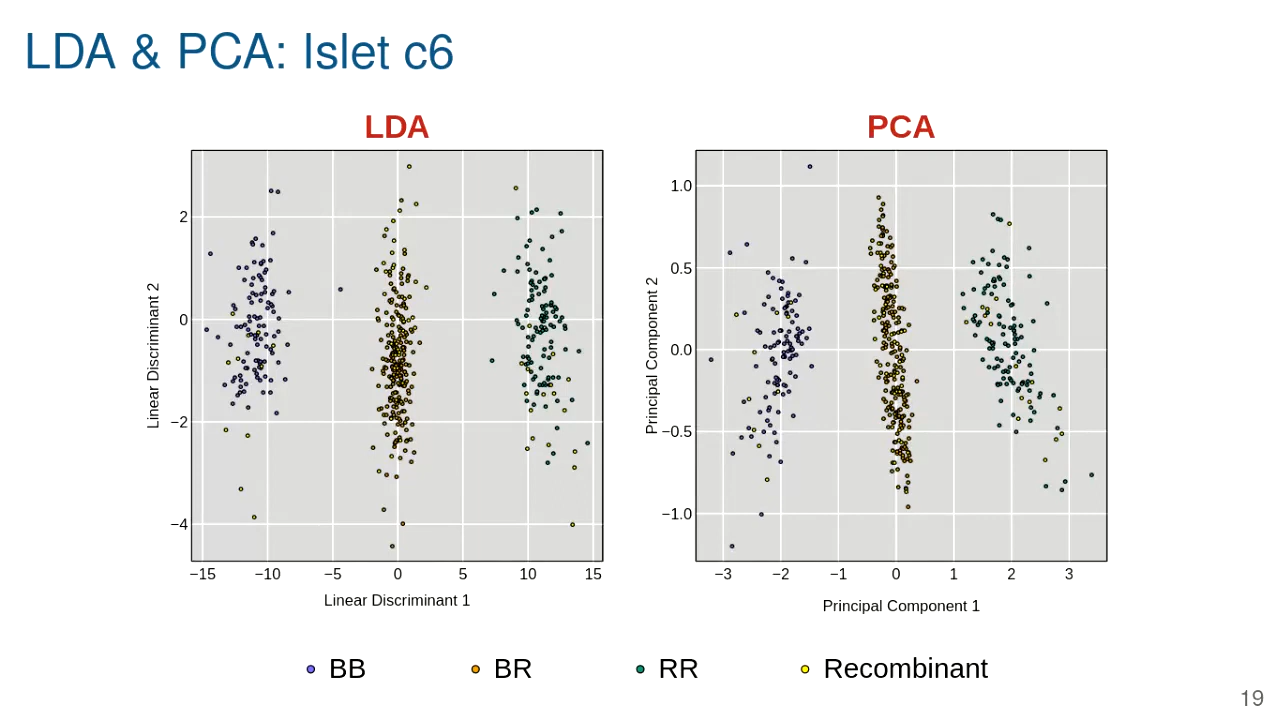 LDA & PCA: Islet c6
LDA
PCA
2
0
−2
−4
Linear Discriminant 2
−15 −10 −5 0 5 10 15
Linear Discriminant 1
1.0
0.5
0.0
−0.5
−1.0
Principal Component 2
−3 −2 −1 0 1 2 3
Principal Component 1
BB BR RR Recombinant
19